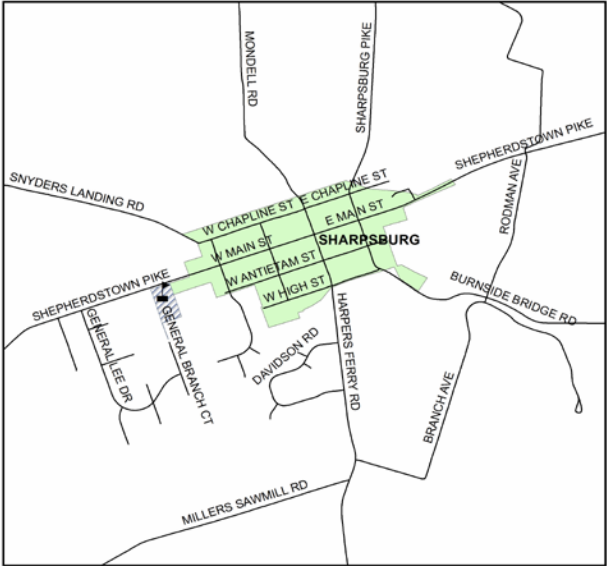 MONDELL RD
SHARPSBURG PIKE
SHEPHERDSTOWN PIKE
SNYDERS LANDING RD
RODMAN AVE
W CHAPLINE ST
E CHAPLINE ST
E MAIN ST
W MAIN ST
SHARPSBURG
W ANTIETAM ST
SHEPHERDSTOWN PIKE
W HIGH ST
BURNSIDE BRIDGE RD
GENERAL LEE DR
GENERAL BRANCH CT
HARPERS FERRY RD
DAVIDSON RD
BRANCH AVE
MILLERS SAWMILL RD